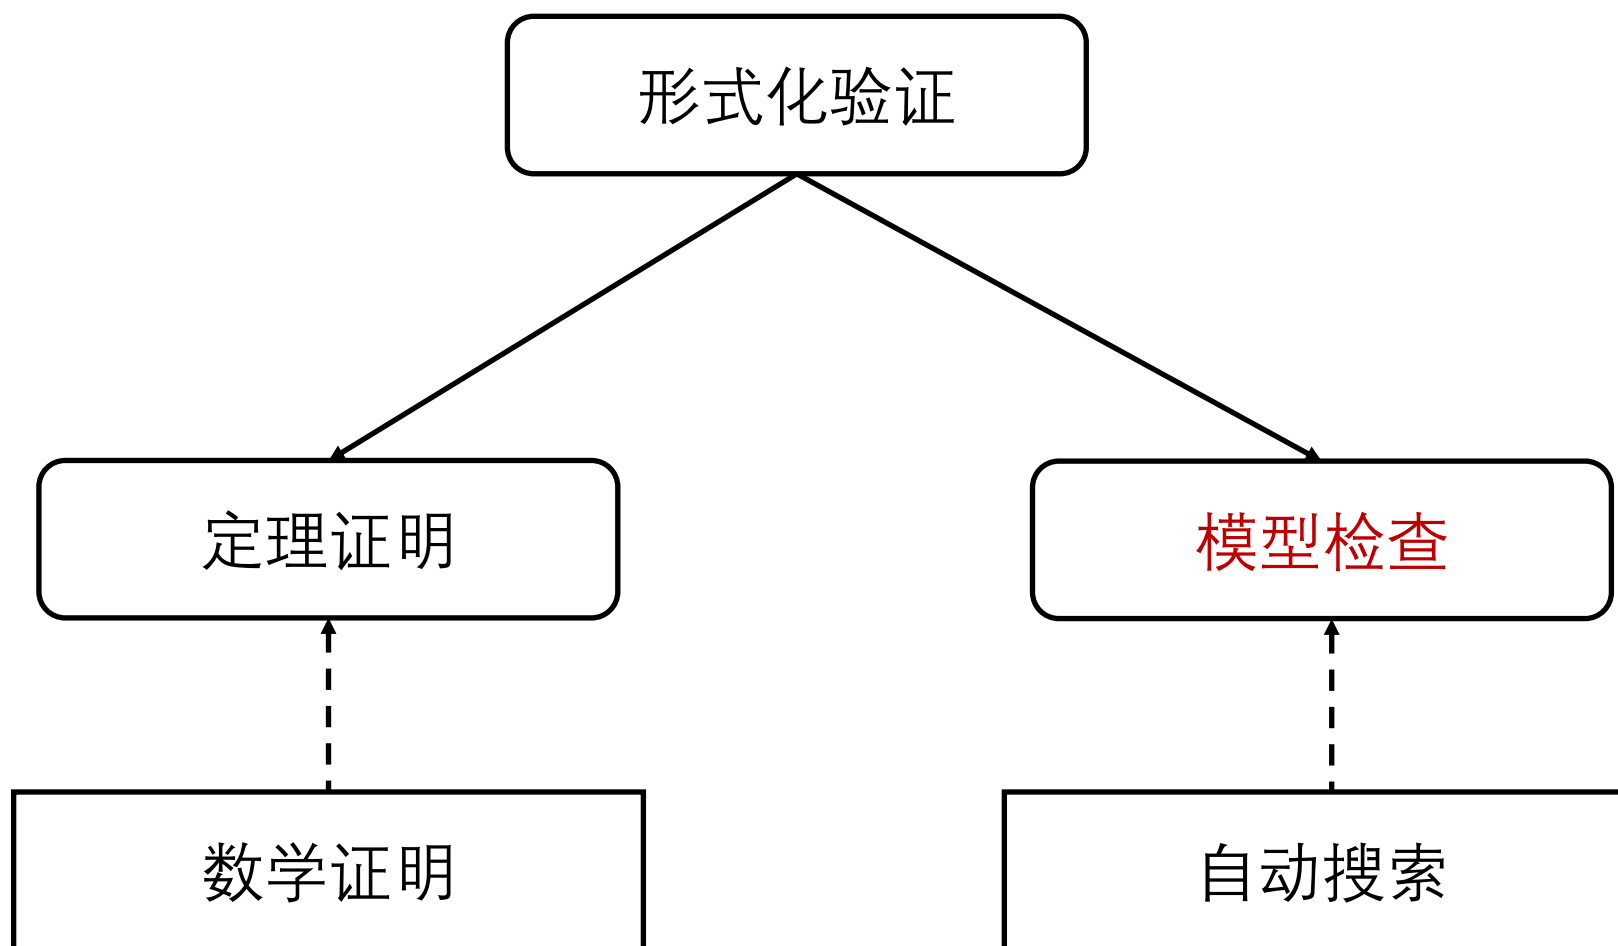 形式化验证
定理证明
模型检查
数学证明
自动搜索